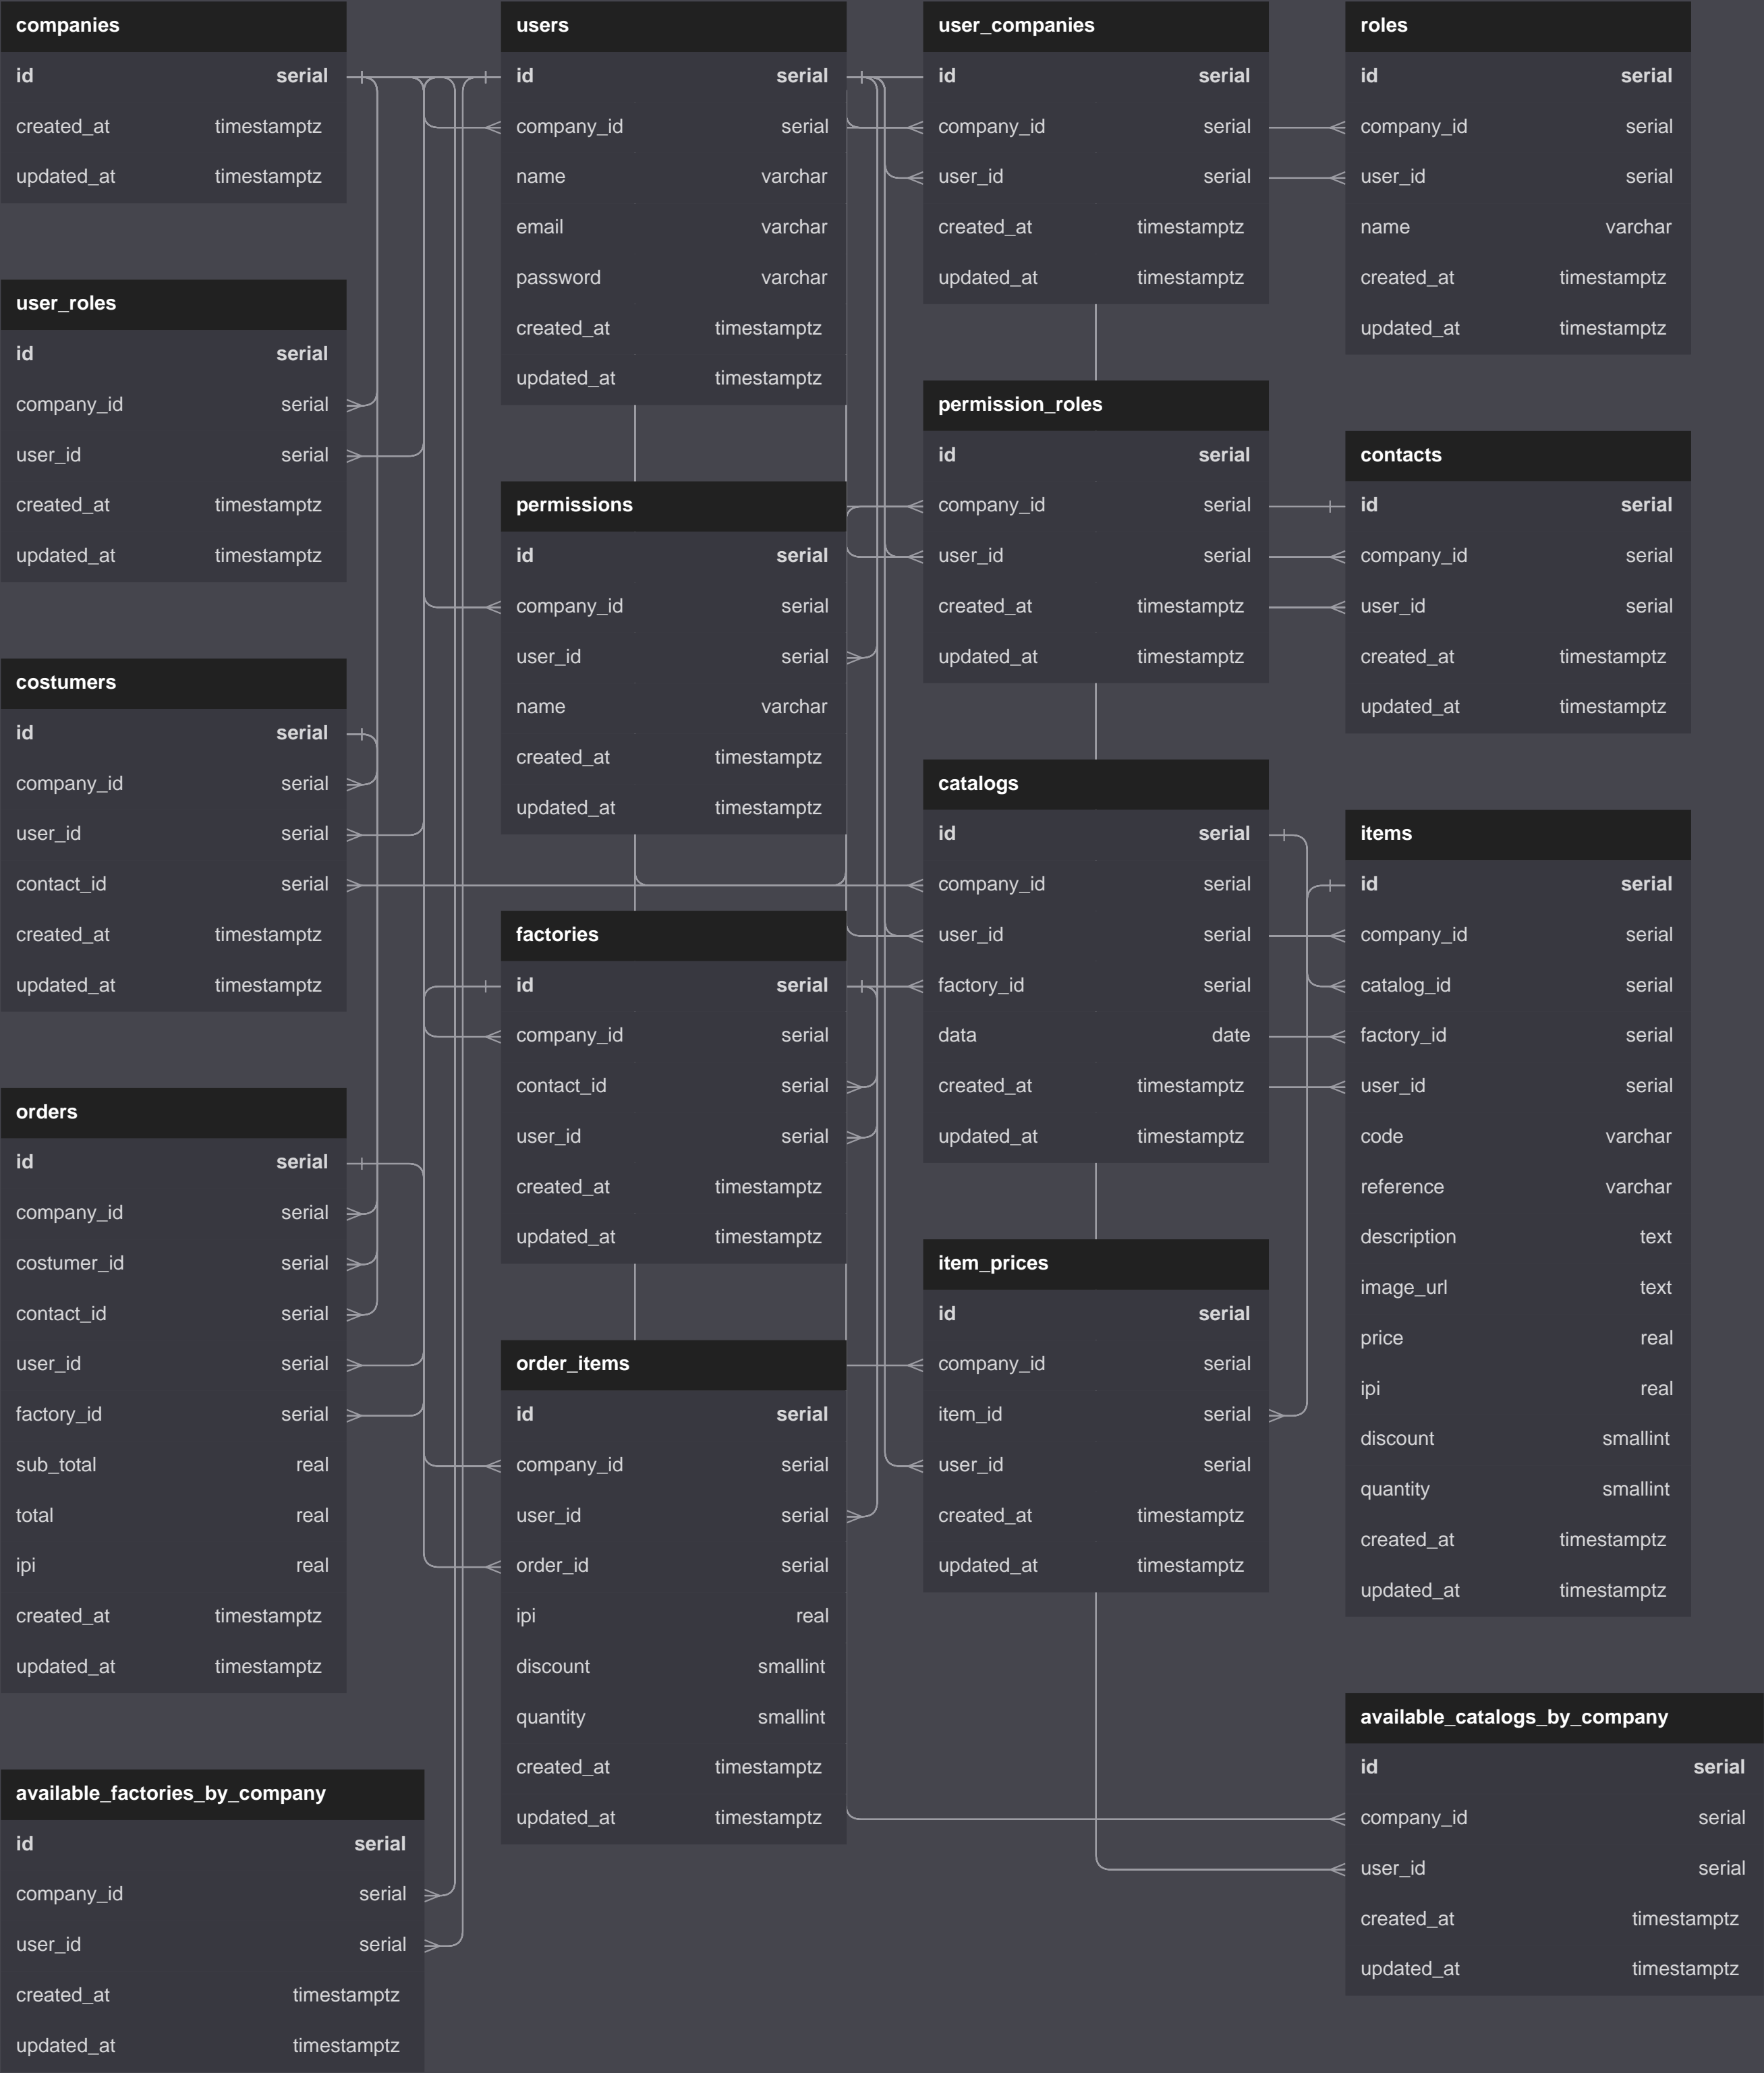 companies
id serial
created_at timestamptz
updated_at timestamptz
users
id serial
company_id serial
name varchar
email varchar
password varchar
created_at timestamptz
updated_at timestamptz
user_companies
id serial
company_id serial
user_id serial
created_at timestamptz
updated_at timestamptz
roles
id serial
company_id serial
user_id serial
name varchar
created_at timestamptz
updated_at timestamptz
user_roles
id serial
company_id serial
user_id serial
created_at timestamptz
updated_at timestamptz
permissions
id serial
company_id serial
user_id serial
name varchar
created_at timestamptz
updated_at timestamptz
permission_roles
id serial
company_id serial
user_id serial
created_at timestamptz
updated_at timestamptz
contacts
id serial
company_id serial
user_id serial
created_at timestamptz
updated_at timestamptz
costumers
id serial
company_id serial
user_id serial
contact_id serial
created_at timestamptz
updated_at timestamptz
factories
id serial
company_id serial
contact_id serial
user_id serial
created_at timestamptz
updated_at timestamptz
catalogs
id serial
company_id serial
user_id serial
factory_id serial
data date
created_at timestamptz
updated_at timestamptz
items
id serial
company_id serial
catalog_id serial
factory_id serial
user_id serial
code varchar
reference varchar
description text
image_url text
price real
ipi real
discount smallint
quantity smallint
created_at timestamptz
updated_at timestamptz
orders
id serial
company_id serial
costumer_id serial
contact_id serial
user_id serial
factory_id serial
sub_total real
total real
ipi real
created_at timestamptz
updated_at timestamptz
order_items
id serial
company_id serial
user_id serial
order_id serial
ipi real
discount smallint
quantity smallint
created_at timestamptz
updated_at timestamptz
item_prices
id serial
company_id serial
item_id serial
user_id serial
created_at timestamptz
updated_at timestamptz
available_catalogs_by_company
id serial
company_id serial
user_id serial
created_at timestamptz
updated_at timestamptz
available_factories_by_company
id serial
company_id serial
user_id serial
created_at timestamptz
updated_at timestamptz